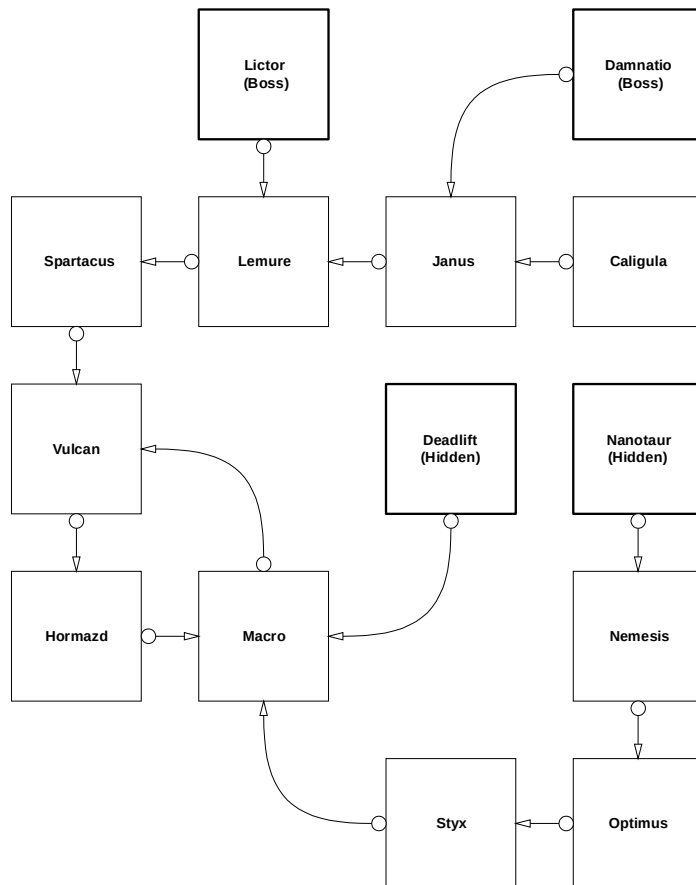 Lictor
(Boss)
Damnatio
(Boss)
Spartacus
Lemure
Janus
Caligula
Vulcan
Deadlift
(Hidden)
Nanotaur
(Hidden)
Hormazd
Macro
Nemesis
Styx
Optimus